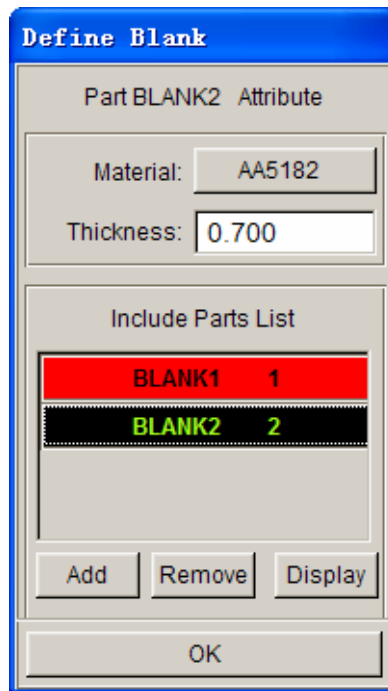 Define Blank
Part BLANK2 Attribute
Material: AA5182
Thickness: 0.700
Include Parts List
BLANK1 1
BLANK2 2
Add Remove Display
OK